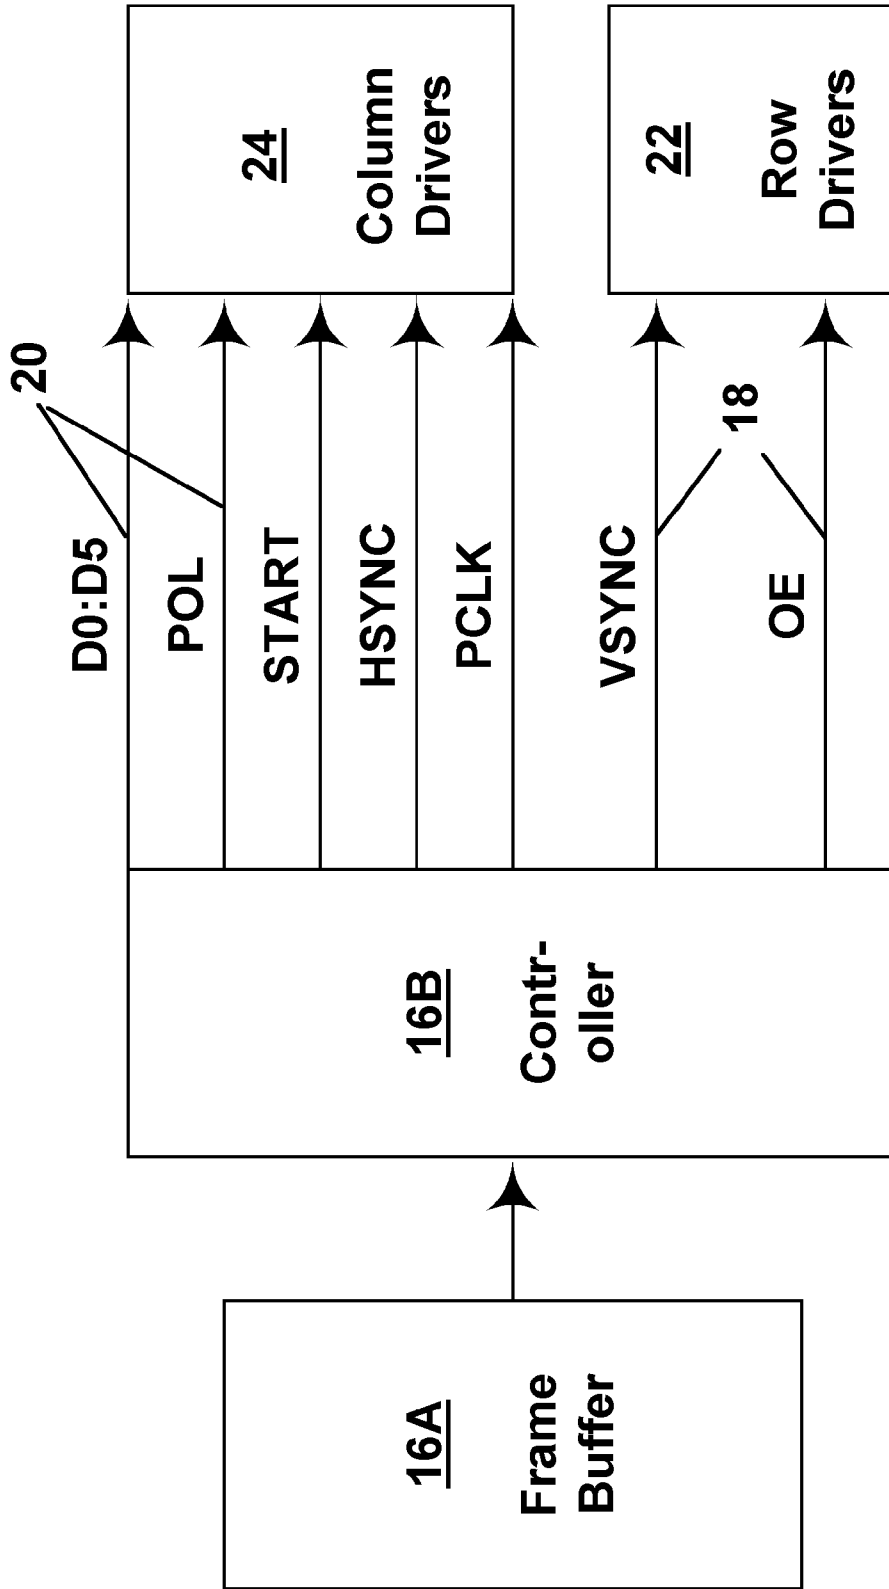 16A
Frame
Buffer
16B
Contr-
oller
20
D0:D5
POL
START
HSYNC
PCLK
VSYNC
18
OE
24
Column
Drivers
22
Row
Drivers